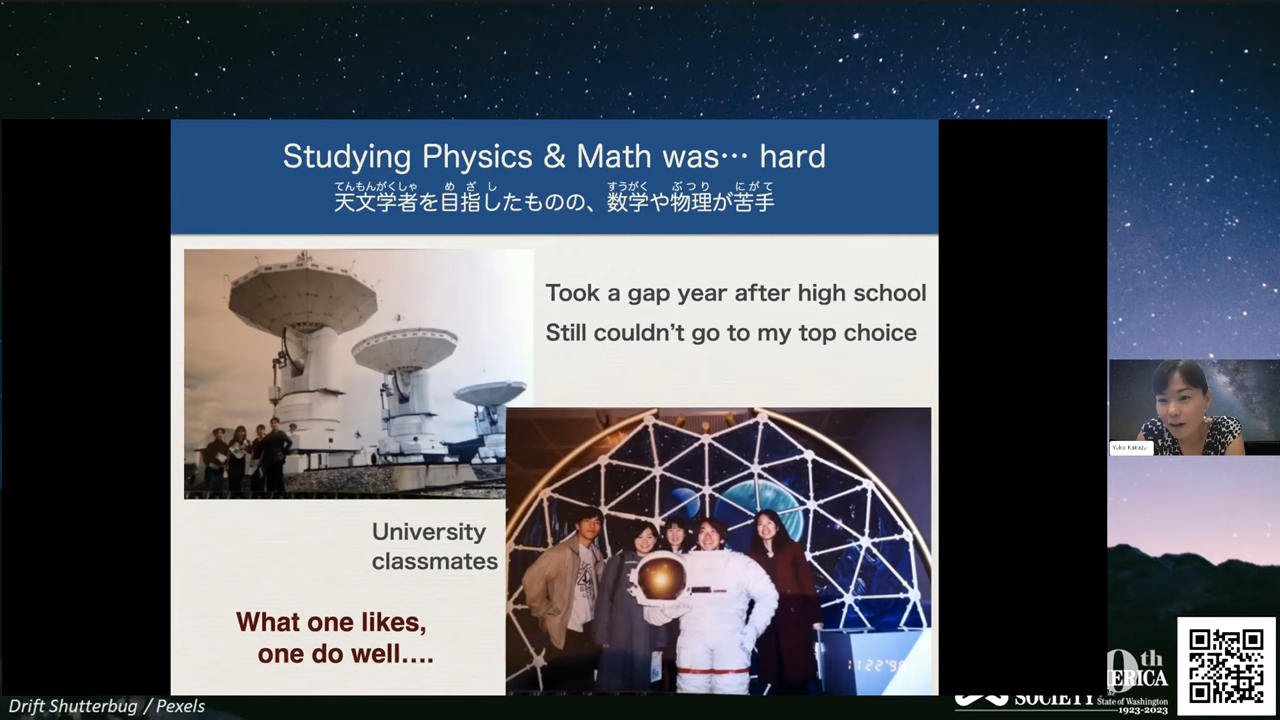 Studying Physics & Math was… hard
てんもんがくしゃ めざし すうがく ぶつり にがて
天文学者を目指したものの、数学や物理が苦手
Took a gap year after high school
Still couldn't go to my top choice
University
classmates
What one likes,
one do well….
Yuko Kakazu
th
ERICA
SOCIETY
State of Washington
1923-2023
Drift Shutterbug / Pexels